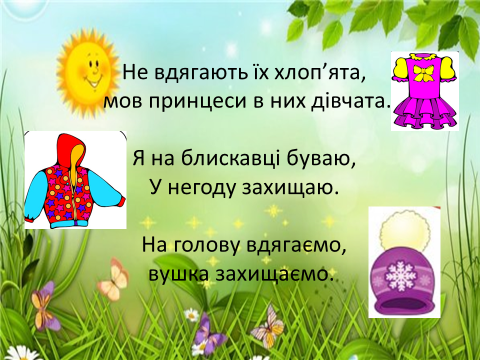 Не вдягають їх хлоп’ята,
мов принцеси в них дівчата.
Я на блискавці буваю,
У негоду захищаю.
На голову вдягаємо,
вушка захищаємо.